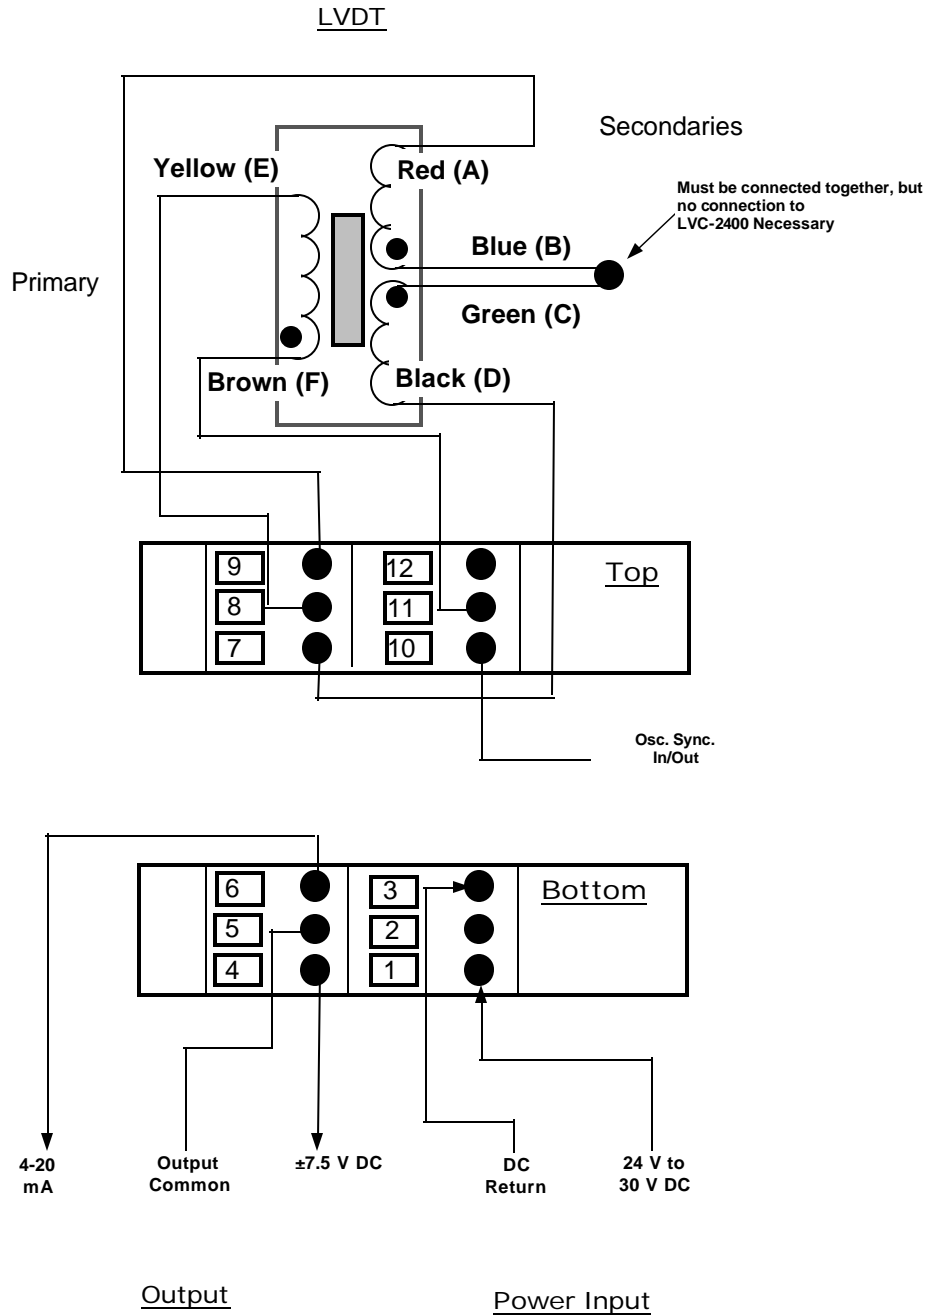 LVDT
Secondaries
Yellow (E)
Red (A)
Must be connected together, but
no connection to
LVC-2400 Necessary
Blue (B)
Primary
Green (C)
Brown (F)
Black (D)
9
12
Top
8
11
7
10
Osc. Sync.
In/Out
6
3
Bottom
5
2
4
1
4-20
mA
Output
Common
±7.5 V DC
DC
Return
24 V to
30 V DC
Output
Power Input